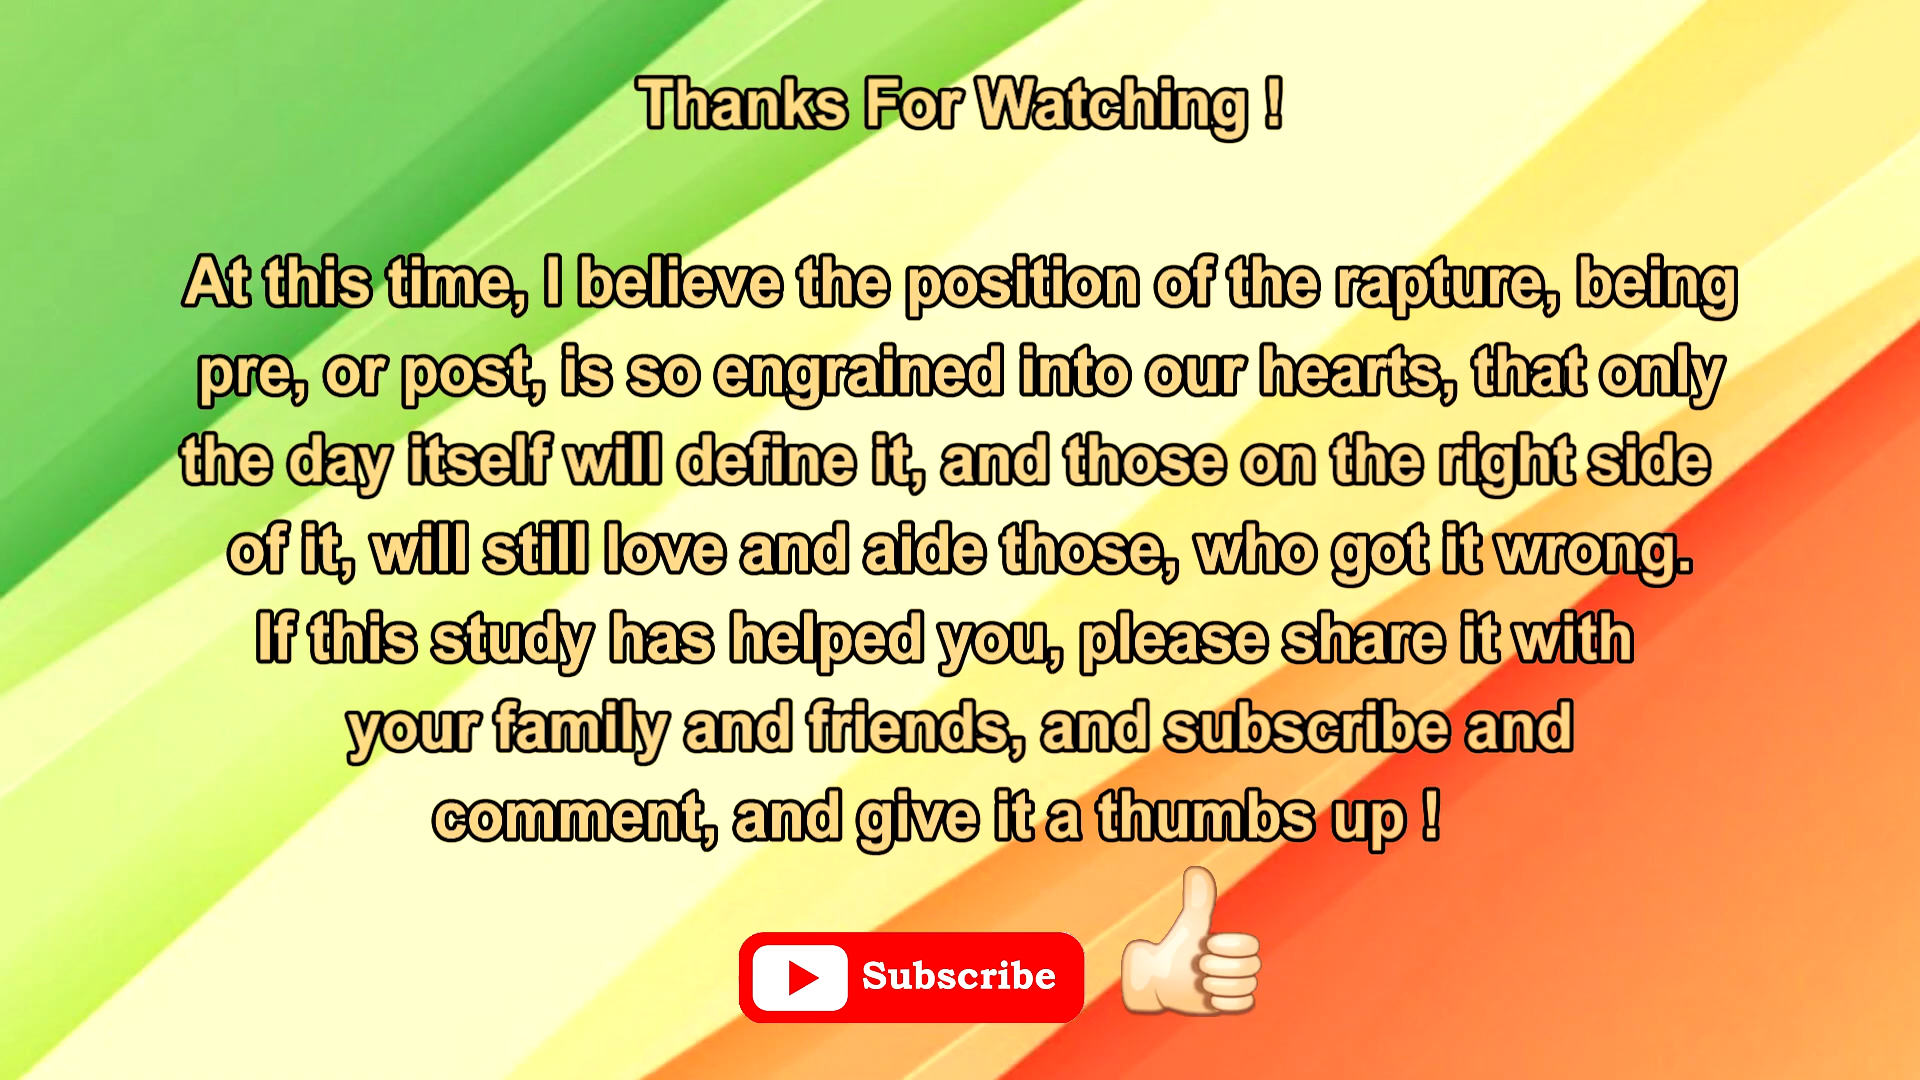 Thanks For Watching !
At this time, I believe the position of the rapture, being
pre, or post, is so engrained into our hearts, that only
the day itself will define it, and those on the right side
of it, will still love and aide those, who got it wrong.
If this study has helped you, please share it with
your family and friends, and subscribe and
comment, and give it a thumbs up !
Subscribe